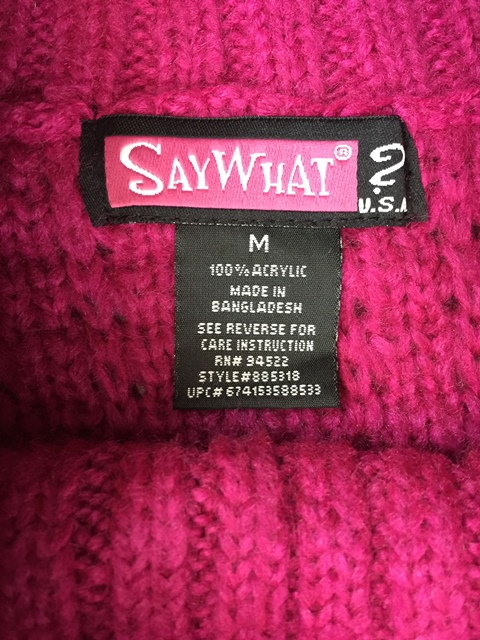 SAYWHAT® ?
U.S.A
M
100% ACRYLIC
MADE IN
BANGLADESH
SEE REVERSE FOR
CARE INSTRUCTION
RN# 94522
STYLE#885318
UPC# 674153588533